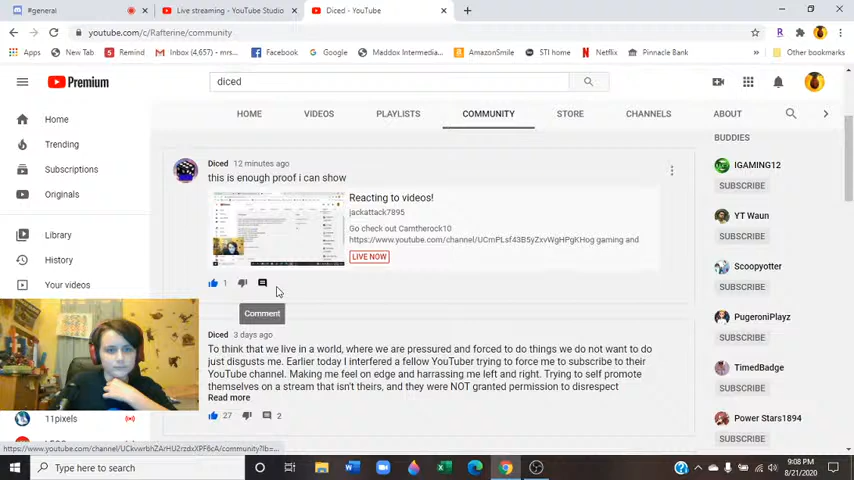 #general
Live streaming - YouTube Studio
Diced - YouTube
youtube.com/c/Rafterine/community
Apps
New Tab
Remind
Inbox (4,657) - mrs...
Facebook
Google
Maddox Intermedia...
AmazonSmile
STI home
Netflix
Pinnacle Bank
Other bookmarks
Premium
diced
HOME
VIDEOS
PLAYLISTS
COMMUNITY
STORE
CHANNELS
ABOUT
Home
Trending
Subscriptions
Originals
Library
History
Your videos
11pixels
Diced 12 minutes ago
this is enough proof i can show
Reacting to videos!
jackattack7895
Go check out Camtherock10
https://www.youtube.com/channel/UCmPLsf43B5yZxvWgHPgKHog gaming and
LIVE NOW
1
Comment
Diced 3 days ago
To think that we live in a world, where we are pressured and forced to do things we do not want to do
just disgusts me. Earlier today I interfered a fellow YouTuber trying to force me to subscribe to their
YouTube channel. Making me feel on edge and harrassing me left and right. Trying to self promote
themselves on a stream that isn't theirs, and they were NOT granted permission to disrespect
Read more
27
2
BUDDIES
IGAMING12
SUBSCRIBE
YT Waun
SUBSCRIBE
Scoopyotter
SUBSCRIBE
PugeroniPlayz
SUBSCRIBE
TimedBadge
SUBSCRIBE
Power Stars1894
SUBSCRIBE
https://www.youtube.com/channel/UCkvwrbhZArHU2rzdxXPF6cA/community?lb=...
Type here to search
9:08 PM
8/21/2020